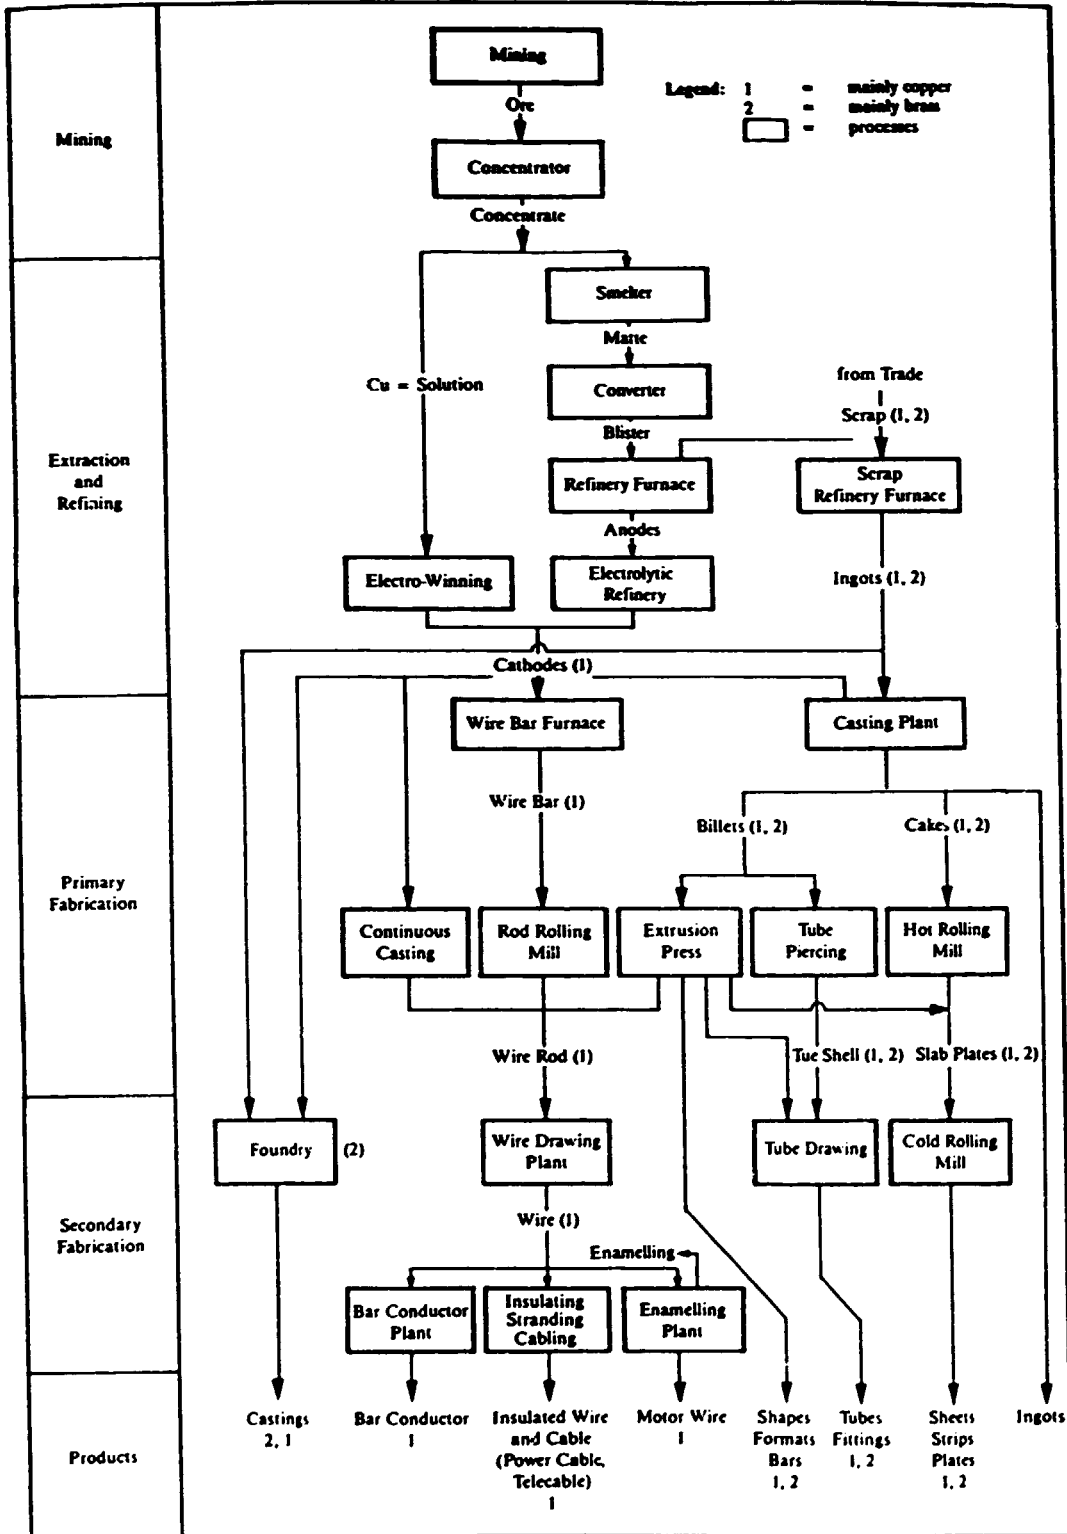 Mining
Legend: 1 = mainly copper
2 = mainly brass
= processes
Ore
Mining
Concentrator
Concentrate
Smelter
Matte
Cu = Solution
Converter
from Trade
Scrap (1, 2)
Blister
Extraction
and
Refining
Refinery Furnace
Scrap
Refinery Furnace
Anodes
Electro-Winning
Electrolytic
Refinery
Ingots (1, 2)
Cathodes (1)
Wire Bar Furnace
Casting Plant
Wire Bar (1)
Billets (1, 2)
Cakes (1, 2)
Primary
Fabrication
Continuous
Casting
Rod Rolling
Mill
Extrusion
Press
Tube
Piercing
Hot Rolling
Mill
Wire Rod (1)
Tue Shell (1, 2)
Slab Plates (1, 2)
Foundry
(2)
Wire Drawing
Plant
Tube Drawing
Cold Rolling
Mill
Secondary
Fabrication
Wire (1)
Enamelling
Bar Conductor
Plant
Insulating
Stranding
Cabling
Enamelling
Plant
Products
Castings
2, 1
Bar Conductor
1
Insulated Wire
and Cable
(Power Cable,
Telecable)
1
Motor Wire
1
Shapes
Formats
Bars
1, 2
Tubes
Fittings
1, 2
Sheets
Strips
Plates
1, 2
Ingots